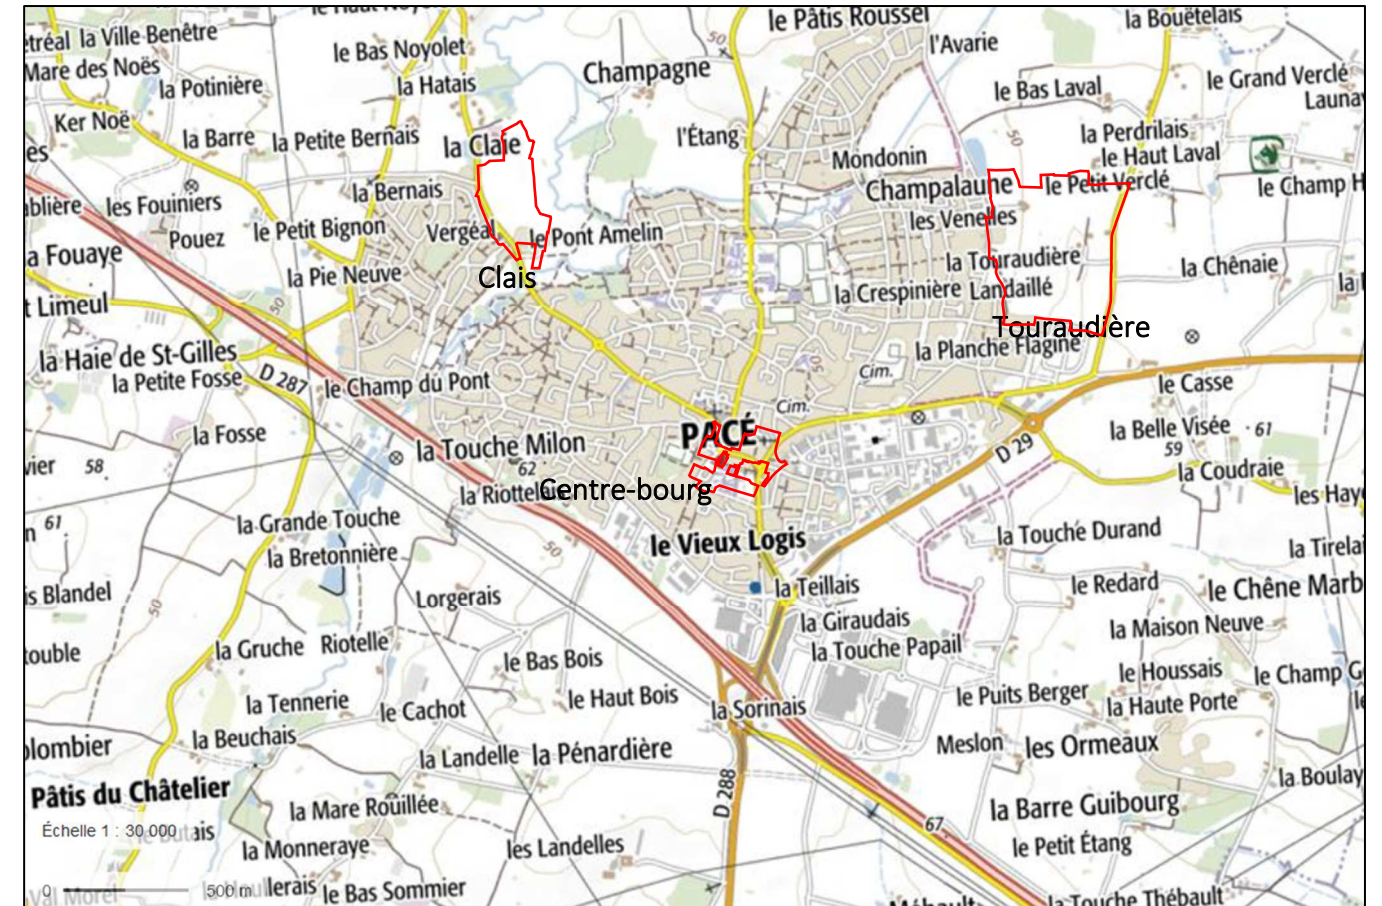 le Pâtis Roussel
la Bouëtelais
la Ville Benêtre
le Bas Noyolet
l'Avarie
Mare des Noës
la Potinière
la Hatais
Champagne
50
le Bas Laval
le Grand Verclé
Ker Noë
la Barre
la Petite Bernais
la Claie
l'Étang
50
la Perdrilais
le Haut Laval
Mondonin
les Fouiniers
la Bernais
Champalaune
le Petit Verclé
le Champ H
Pouez
le Petit Bignon
Vergéal
le Pont Amelin
les Venelles
a Fouaye
la Pie Neuve
Clais
la Touraudière
la Chênaie
t Limeul
50
la Crespinière
Landaillé
Touraudière
la Haie de St-Gilles
la Planche Flagine
50
la Petite Fosse
D 287
le Champ du Pont
Cim.
le Casse
Cim.
la Fosse
PACÉ
la Belle Visée
61
la Touche Milon
D 29
59
vier
58
62
la Coudraie
Centre-bourg
les Haye
61
la Grande Touche
le Vieux Logis
la Touche Durand
la Bretonnière
50
la Tirelai
is Blandel
50
Lorgerais
la Teillais
le Redard
le Chêne Marb
la Giraudais
la Maison Neuve
la Gruche
Riotelle
la Touche Papail
le Bas Bois
le Houssais
le Champ G
la Tennerie
le Cachot
le Haut Bois
la Sorinais
le Puits Berger
la Haute Porte
la Beuchais
la Landelle
la Pénardière
Meslon
les Ormeaux
la Boulay
Pâtis du Châtelier
D 288
la Mare Rouillée
la Barre Guibourg
67
Échelle 1 : 30 000
la Monneraye
les Landelles
le Petit Étang
0
500 m
le Bas Sommier
la Touche Thébault